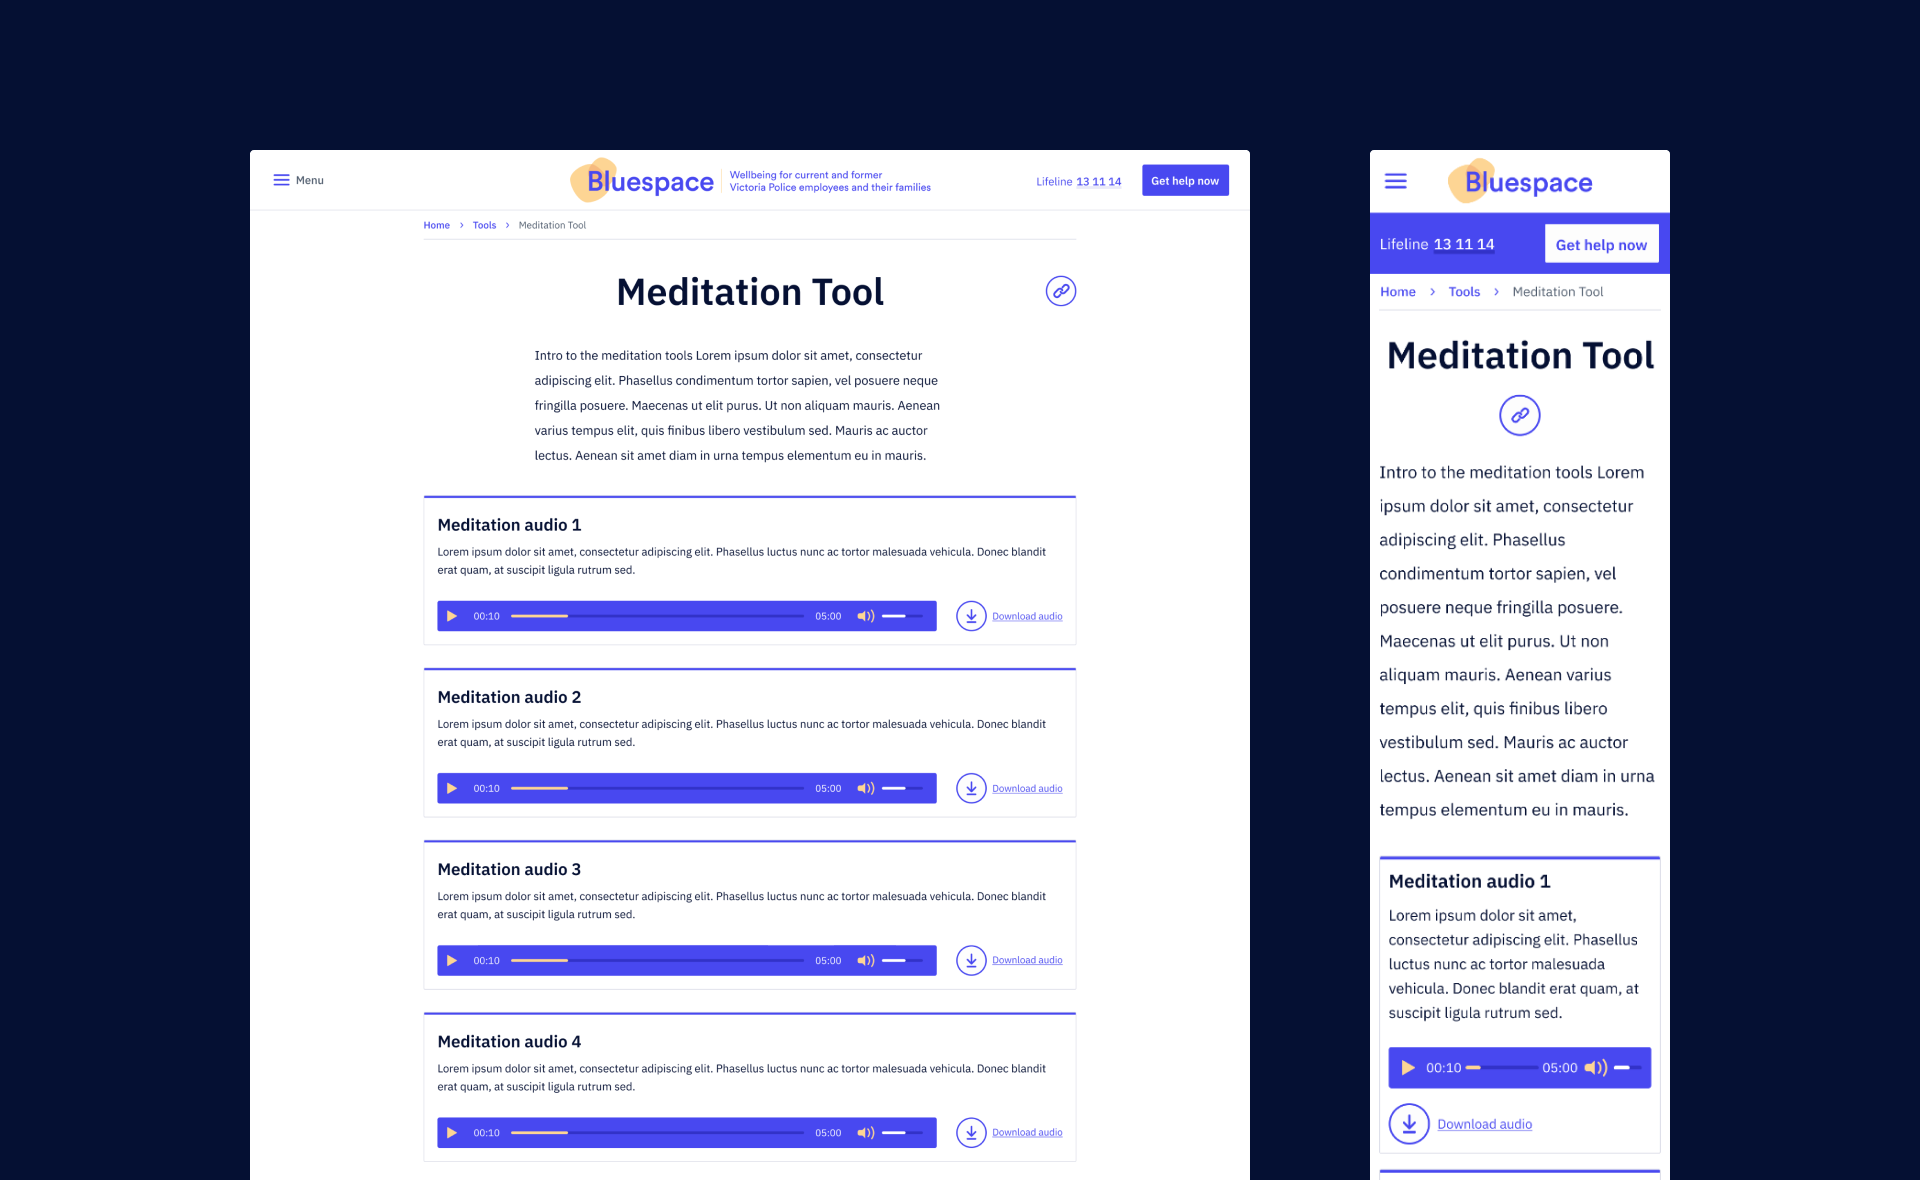 Menu
Bluespace
Wellbeing for current and former
Victoria Police employees and their families
Lifeline 13 11 14
Get help now
Home > Tools > Meditation Tool
Meditation Tool
Intro to the meditation tools Lorem ipsum dolor sit amet, consectetur
adipiscing elit. Phasellus condimentum tortor sapien, vel posuere neque
fringilla posuere. Maecenas ut elit purus. Ut non aliquam mauris. Aenean
varius tempus elit, quis finibus libero vestibulum sed. Mauris ac auctor
lectus. Aenean sit amet diam in urna tempus elementum eu in mauris.
Meditation audio 1
Lorem ipsum dolor sit amet, consectetur adipiscing elit. Phasellus luctus nunc ac tortor malesuada vehicula. Donec blandit
erat quam, at suscipit ligula rutrum sed.
00:10 05:00 Download audio
Meditation audio 2
Lorem ipsum dolor sit amet, consectetur adipiscing elit. Phasellus luctus nunc ac tortor malesuada vehicula. Donec blandit
erat quam, at suscipit ligula rutrum sed.
00:10 05:00 Download audio
Meditation audio 3
Lorem ipsum dolor sit amet, consectetur adipiscing elit. Phasellus luctus nunc ac tortor malesuada vehicula. Donec blandit
erat quam, at suscipit ligula rutrum sed.
00:10 05:00 Download audio
Meditation audio 4
Lorem ipsum dolor sit amet, consectetur adipiscing elit. Phasellus luctus nunc ac tortor malesuada vehicula. Donec blandit
erat quam, at suscipit ligula rutrum sed.
00:10 05:00 Download audio
Bluespace
Lifeline 13 11 14
Get help now
Home > Tools > Meditation Tool
Meditation Tool
Intro to the meditation tools Lorem
ipsum dolor sit amet, consectetur
adipiscing elit. Phasellus
condimentum tortor sapien, vel
posuere neque fringilla posuere.
Maecenas ut elit purus. Ut non
aliquam mauris. Aenean varius
tempus elit, quis finibus libero
vestibulum sed. Mauris ac auctor
lectus. Aenean sit amet diam in urna
tempus elementum eu in mauris.
Meditation audio 1
Lorem ipsum dolor sit amet,
consectetur adipiscing elit. Phasellus
luctus nunc ac tortor malesuada
vehicula. Donec blandit erat quam, at
suscipit ligula rutrum sed.
00:10 05:00
Download audio